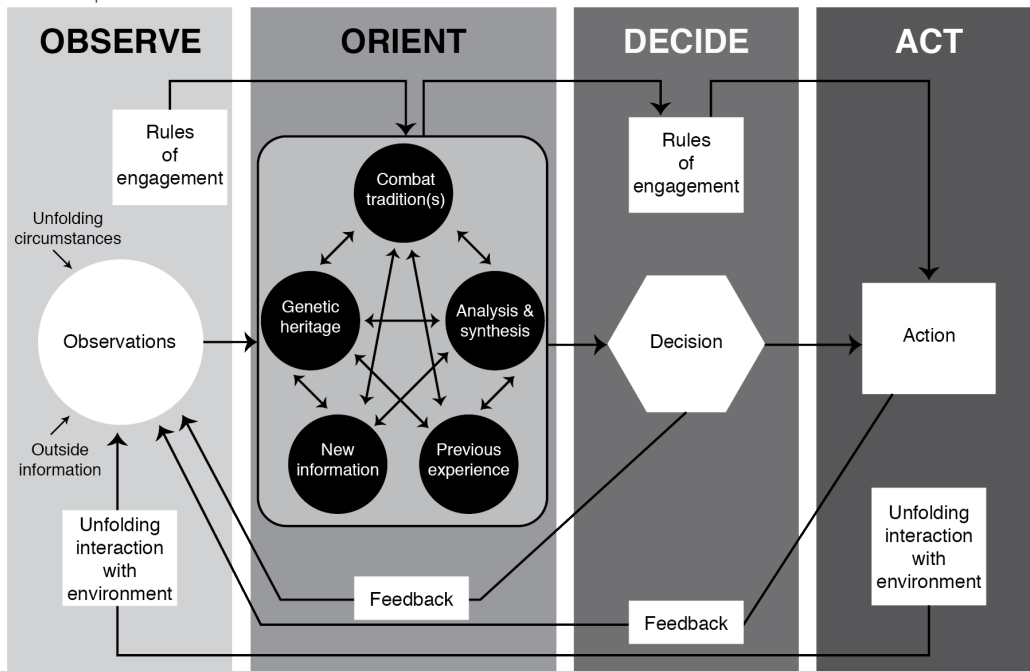 OBSERVE
ORIENT
DECIDE
ACT
Rules
of
engagement
Unfolding
circumstances
Observations
Outside
information
Unfolding
interaction
with
environment
Combat
tradition(s)
Genetic
heritage
Analysis &
synthesis
New
information
Previous
experience
Feedback
Rules
of
engagement
Decision
Feedback
Action
Unfolding
interaction
with
environment